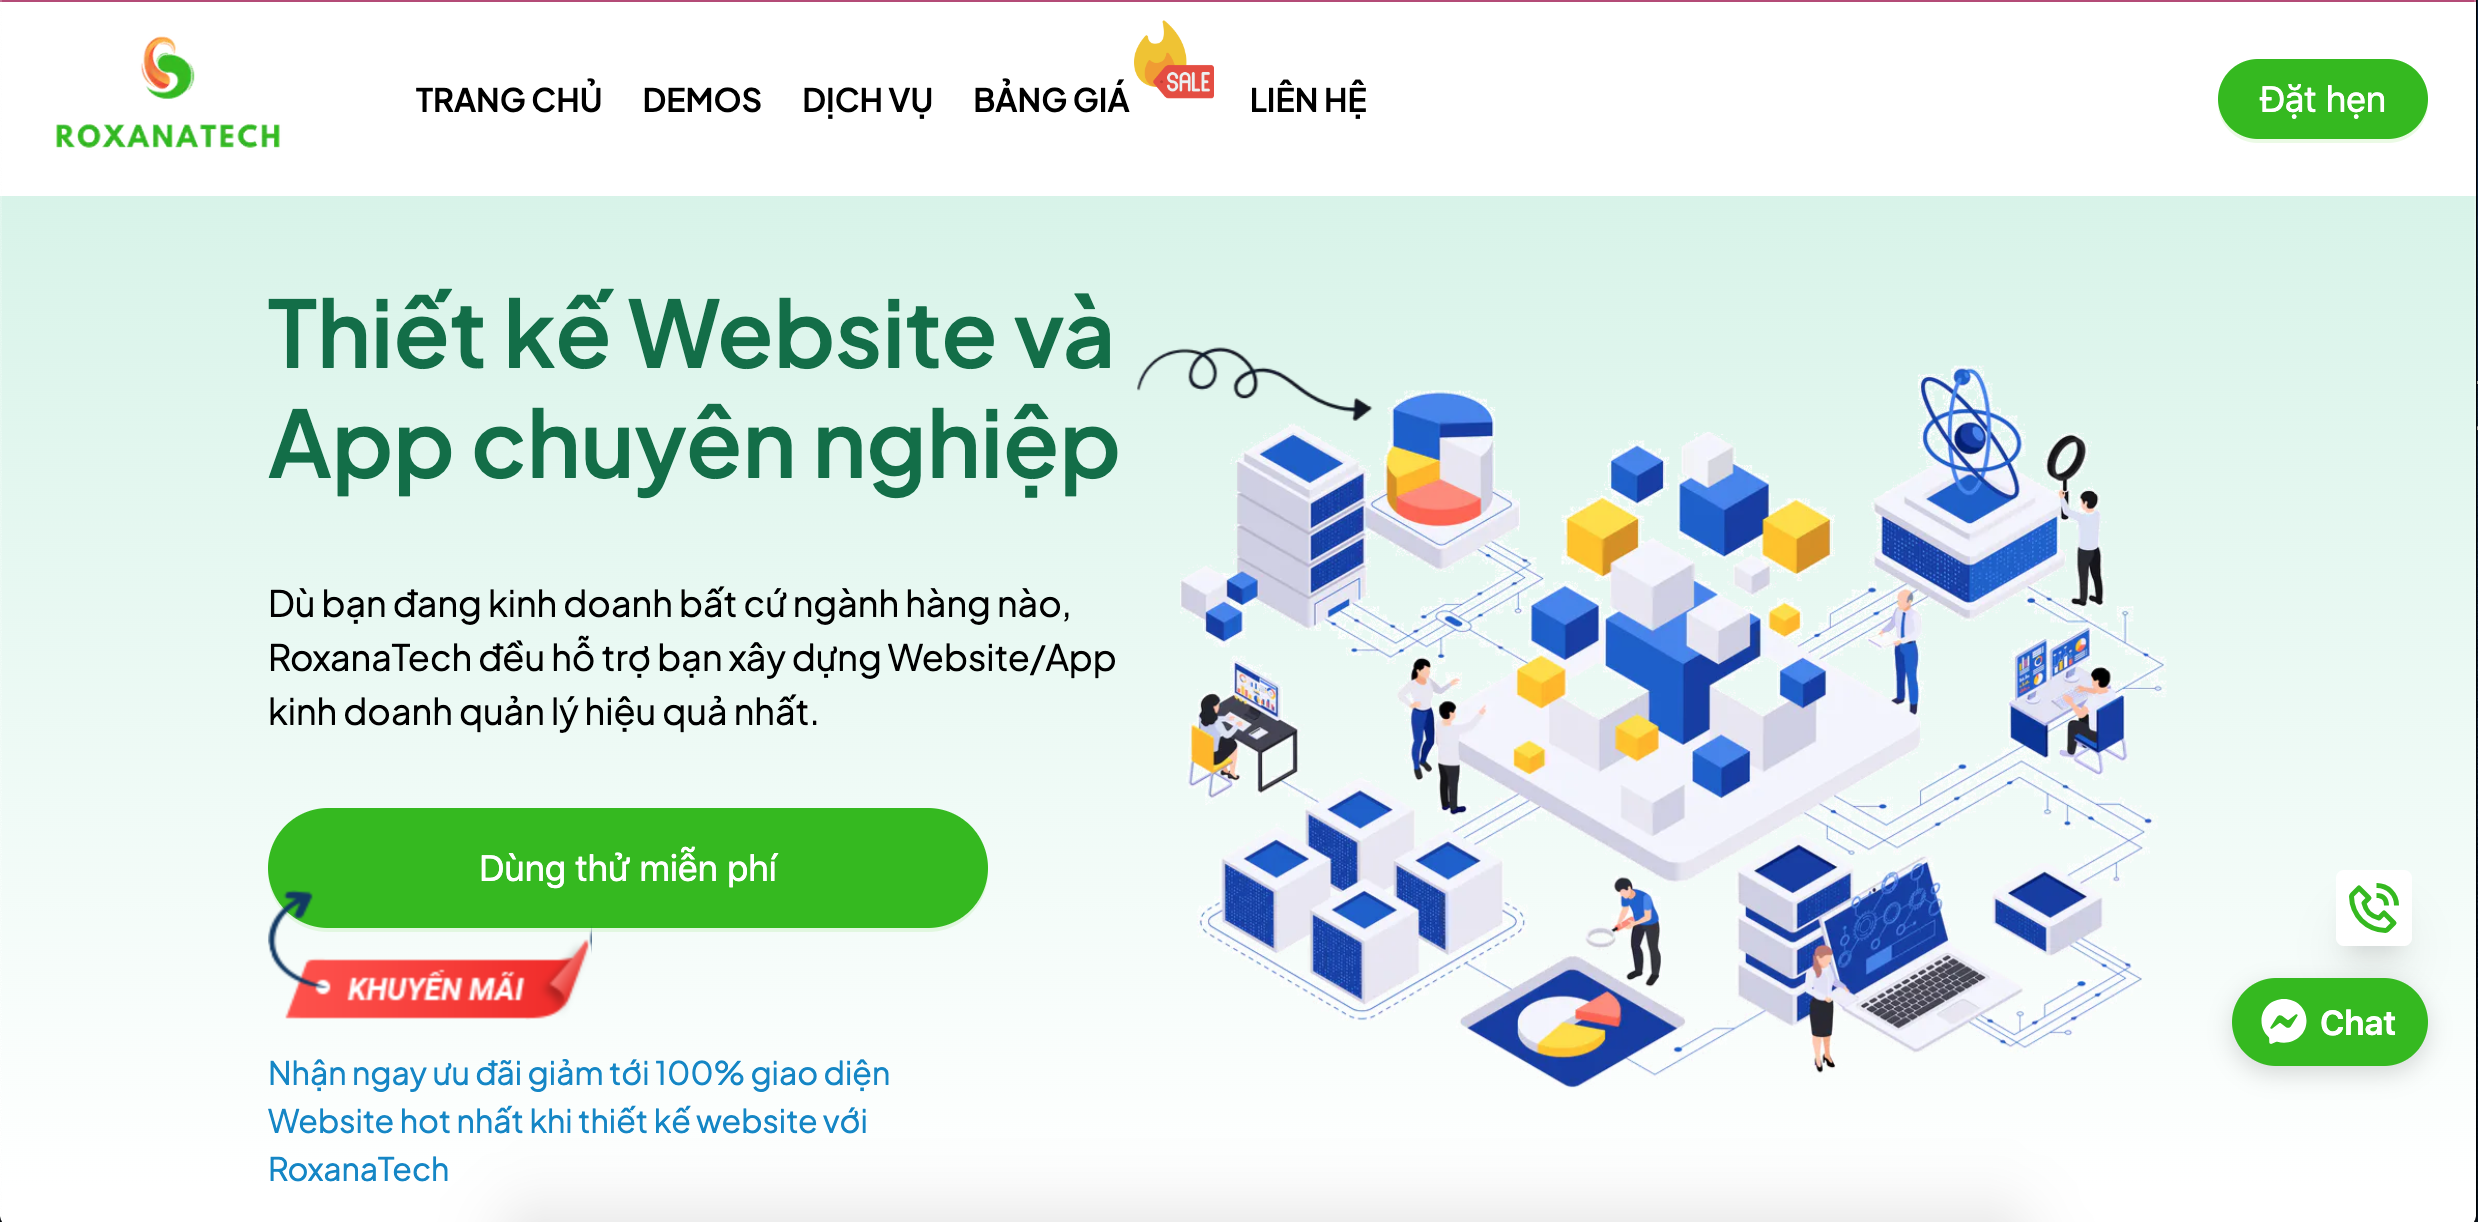 ROXANATECH
TRANG CHỦ
DEMOS
DỊCH VỤ
BẢNG GIÁ
SALE
LIÊN HỆ
Đặt hẹn
Thiết kế Website và
App chuyên nghiệp
Dù bạn đang kinh doanh bất cứ ngành hàng nào,
RoxanaTech đều hỗ trợ bạn xây dựng Website/App
kinh doanh quản lý hiệu quả nhất.
Dùng thử miễn phí
KHUYẾN MÃI
Nhận ngay ưu đãi giảm tới 100% giao diện
Website hot nhất khi thiết kế website với
RoxanaTech
Chat